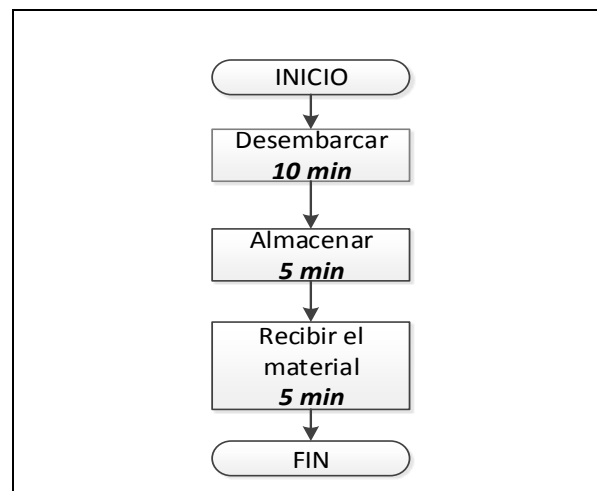 INICIO
Desembarcar
10 min
Almacenar
5 min
Recibir el
material
5 min
FIN